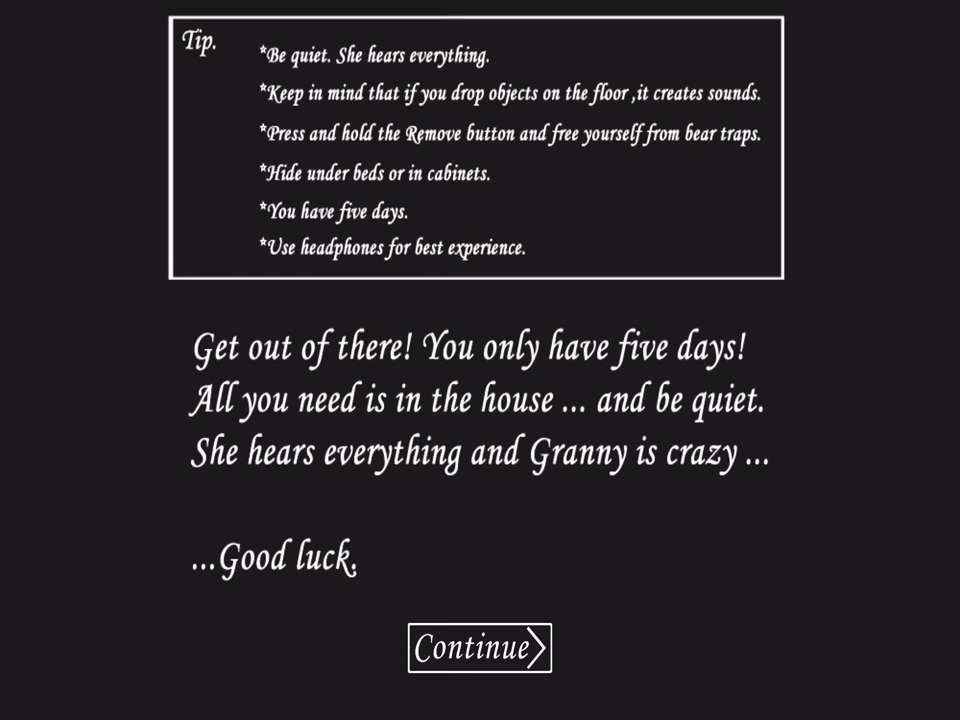 Tip.
*Be quiet. She hears everything.
*Keep in mind that if you drop objects on the floor ,it creates sounds.
*Press and hold the Remove button and free yourself from bear traps.
*Hide under beds or in cabinets.
*You have five days.
*Use headphones for best experience.
Get out of there! You only have five days!
All you need is in the house ... and be quiet.
She hears everything and Granny is crazy ...
...Good luck.
Continue